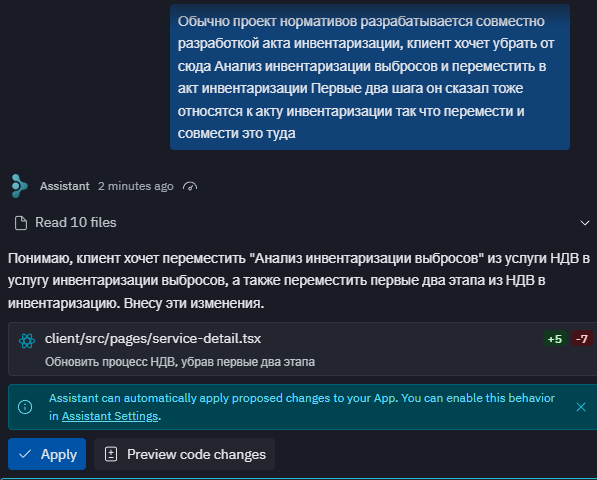 Обычно проект нормативов разрабатывается совместно
разработкой акта инвентаризации, клиент хочет убрать от
сюда Анализ инвентаризации выбросов и переместить в
акт инвентаризации Первые два шага он сказал тоже
относятся к акту инвентаризации так что перемести и
совмести это туда
Assistant 2 minutes ago
Read 10 files
Понимаю, клиент хочет переместить "Анализ инвентаризации выбросов" из услуги НДВ в
услугу инвентаризации выбросов, а также переместить первые два этапа из НДВ в
инвентаризацию. Внесу эти изменения.
client/src/pages/service-detail.tsx +5 -7
Обновить процесс НДВ, убрав первые два этапа
Assistant can automatically apply proposed changes to your App. You can enable this behavior
in Assistant Settings.
Apply Preview code changes